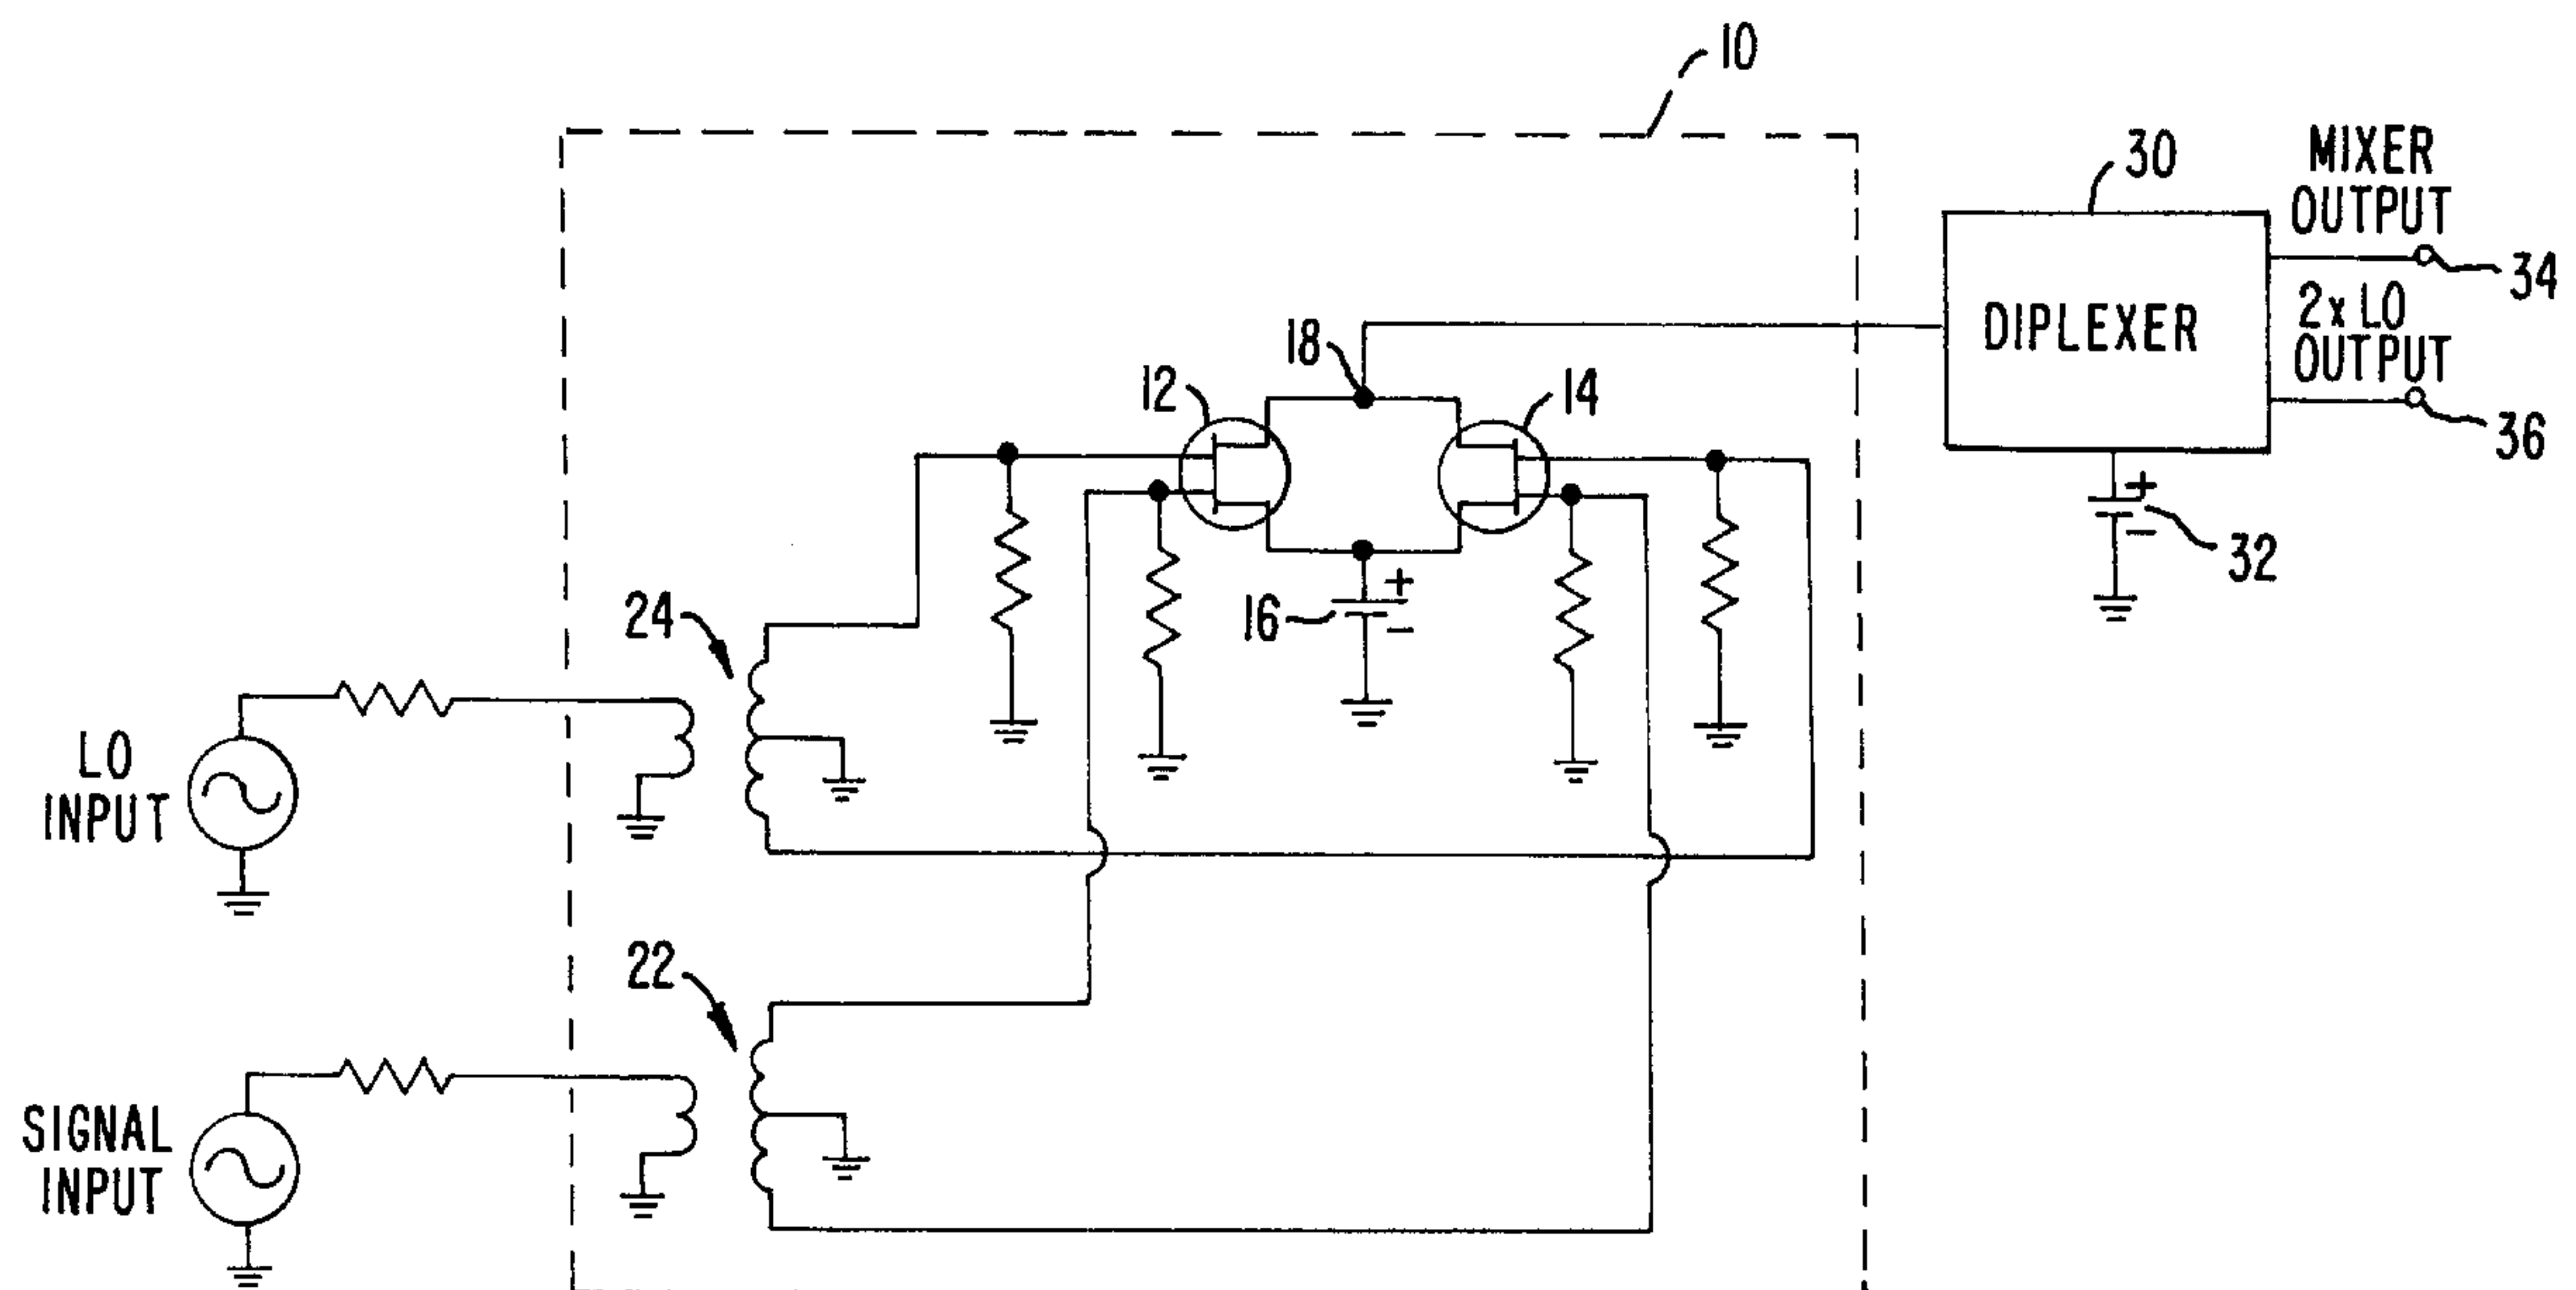 10
30
MIXER
OUTPUT
34
DIPLEXER
2x LO
OUTPUT
36
18
12
14
+
-
32
+
-
16
24
LO
INPUT
22
SIGNAL
INPUT